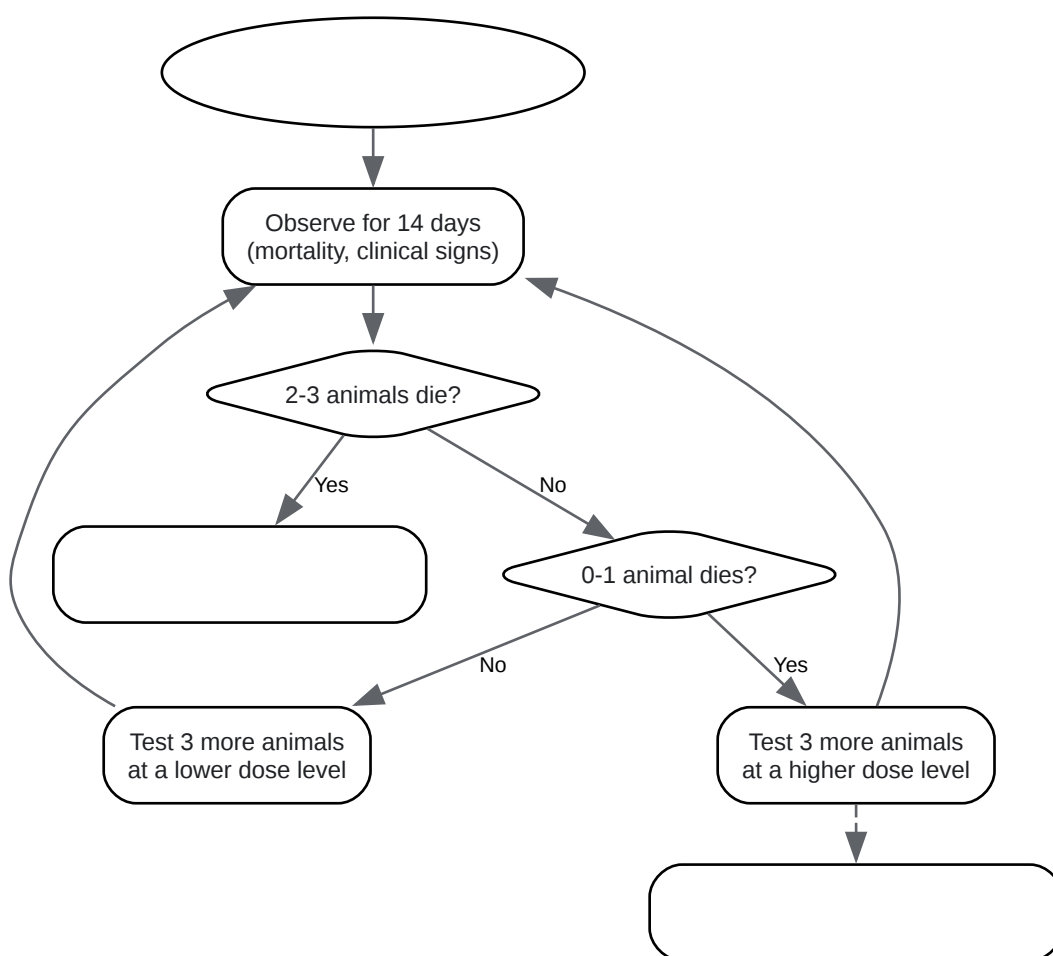 Observe for 14 days
(mortality, clinical signs)
2-3 animals die?
Yes
No
0-1 animal dies?
No
Yes
Test 3 more animals
at a lower dose level
Test 3 more animals
at a higher dose level